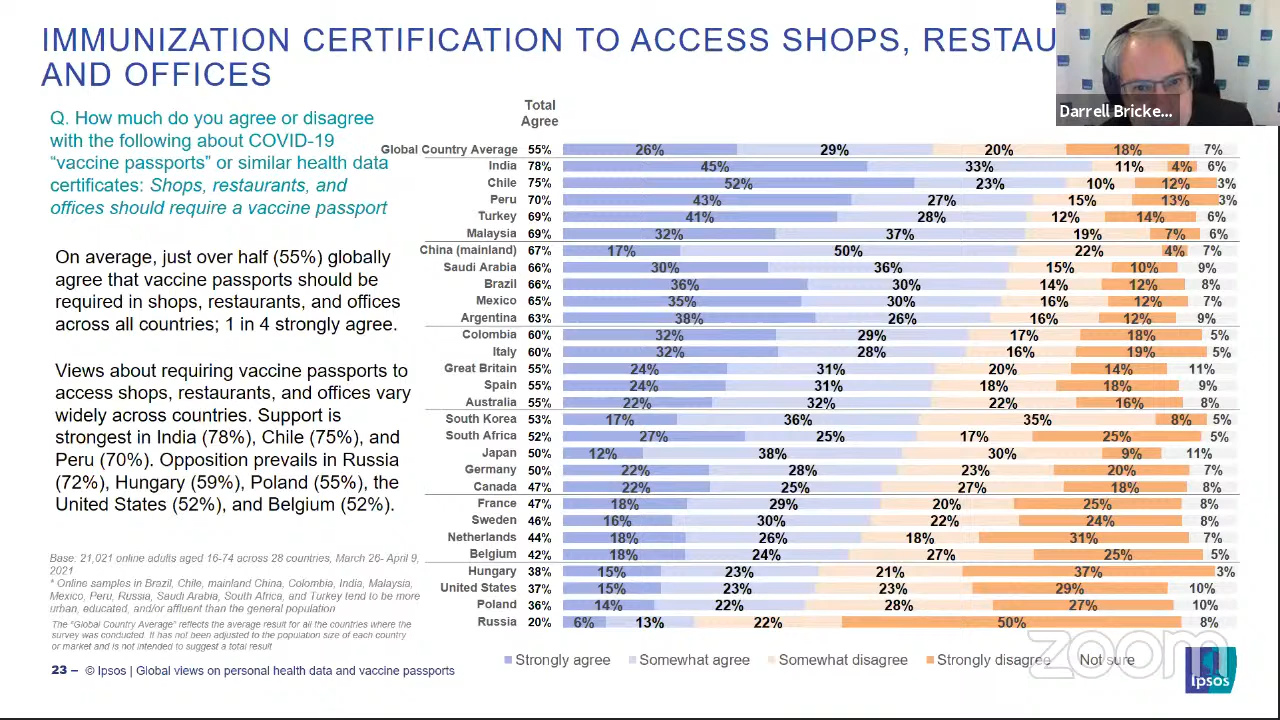 IMMUNIZATION CERTIFICATION TO ACCESS SHOPS, RESTAU
AND OFFICES
Darrell Bricke...
Q. How much do you agree or disagree
with the following about COVID-19
“vaccine passports” or similar health data
certificates: Shops, restaurants, and
offices should require a vaccine passport
On average, just over half (55%) globally
agree that vaccine passports should be
required in shops, restaurants, and offices
across all countries; 1 in 4 strongly agree.
Views about requiring vaccine passports to
access shops, restaurants, and offices vary
widely across countries. Support is
strongest in India (78%), Chile (75%), and
Peru (70%). Opposition prevails in Russia
(72%), Hungary (59%), Poland (55%), the
United States (52%), and Belgium (52%).
Base: 21,021 online adults aged 16-74 across 28 countries, March 26- April 9,
2021
* Online samples in Brazil, Chile, mainland China, Colombia, India, Malaysia,
Mexico, Peru, Russia, Saudi Arabia, South Africa, and Turkey tend to be more
urban, educated, and/or affluent than the general population
The “Global Country Average” reflects the average result for all the countries where the
survey was conducted. It has not been adjusted to the population size of each country
or market and is not intended to suggest a total result
Total
Agree
Global Country Average 55% 26% 29% 20% 18% 7%
India 78% 45% 33% 11% 4% 6%
Chile 75% 52% 23% 10% 12% 3%
Peru 70% 43% 27% 15% 13% 3%
Turkey 69% 41% 28% 12% 14% 6%
Malaysia 69% 32% 37% 19% 7% 6%
China (mainland) 67% 17% 50% 22% 4% 7%
Saudi Arabia 66% 30% 36% 15% 10% 9%
Brazil 66% 36% 30% 14% 12% 8%
Mexico 65% 35% 30% 16% 12% 7%
Argentina 63% 38% 26% 16% 12% 9%
Colombia 60% 32% 29% 17% 18% 5%
Italy 60% 32% 28% 16% 19% 5%
Great Britain 55% 24% 31% 20% 14% 11%
Spain 55% 24% 31% 18% 18% 9%
Australia 55% 22% 32% 22% 16% 8%
South Korea 53% 17% 36% 35% 8% 5%
South Africa 52% 27% 25% 17% 25% 5%
Japan 50% 12% 38% 30% 9% 11%
Germany 50% 22% 28% 23% 20% 7%
Canada 47% 22% 25% 27% 18% 8%
France 47% 18% 29% 20% 25% 8%
Sweden 46% 16% 30% 22% 24% 8%
Netherlands 44% 18% 26% 18% 31% 7%
Belgium 42% 18% 24% 27% 25% 5%
Hungary 38% 15% 23% 21% 37% 3%
United States 37% 15% 23% 23% 29% 10%
Poland 36% 14% 22% 28% 27% 10%
Russia 20% 6% 13% 22% 50% 8%
Strongly agree Somewhat agree Somewhat disagree Strongly disagree Not sure
zoom
Ipsos
23 – © Ipsos | Global views on personal health data and vaccine passports